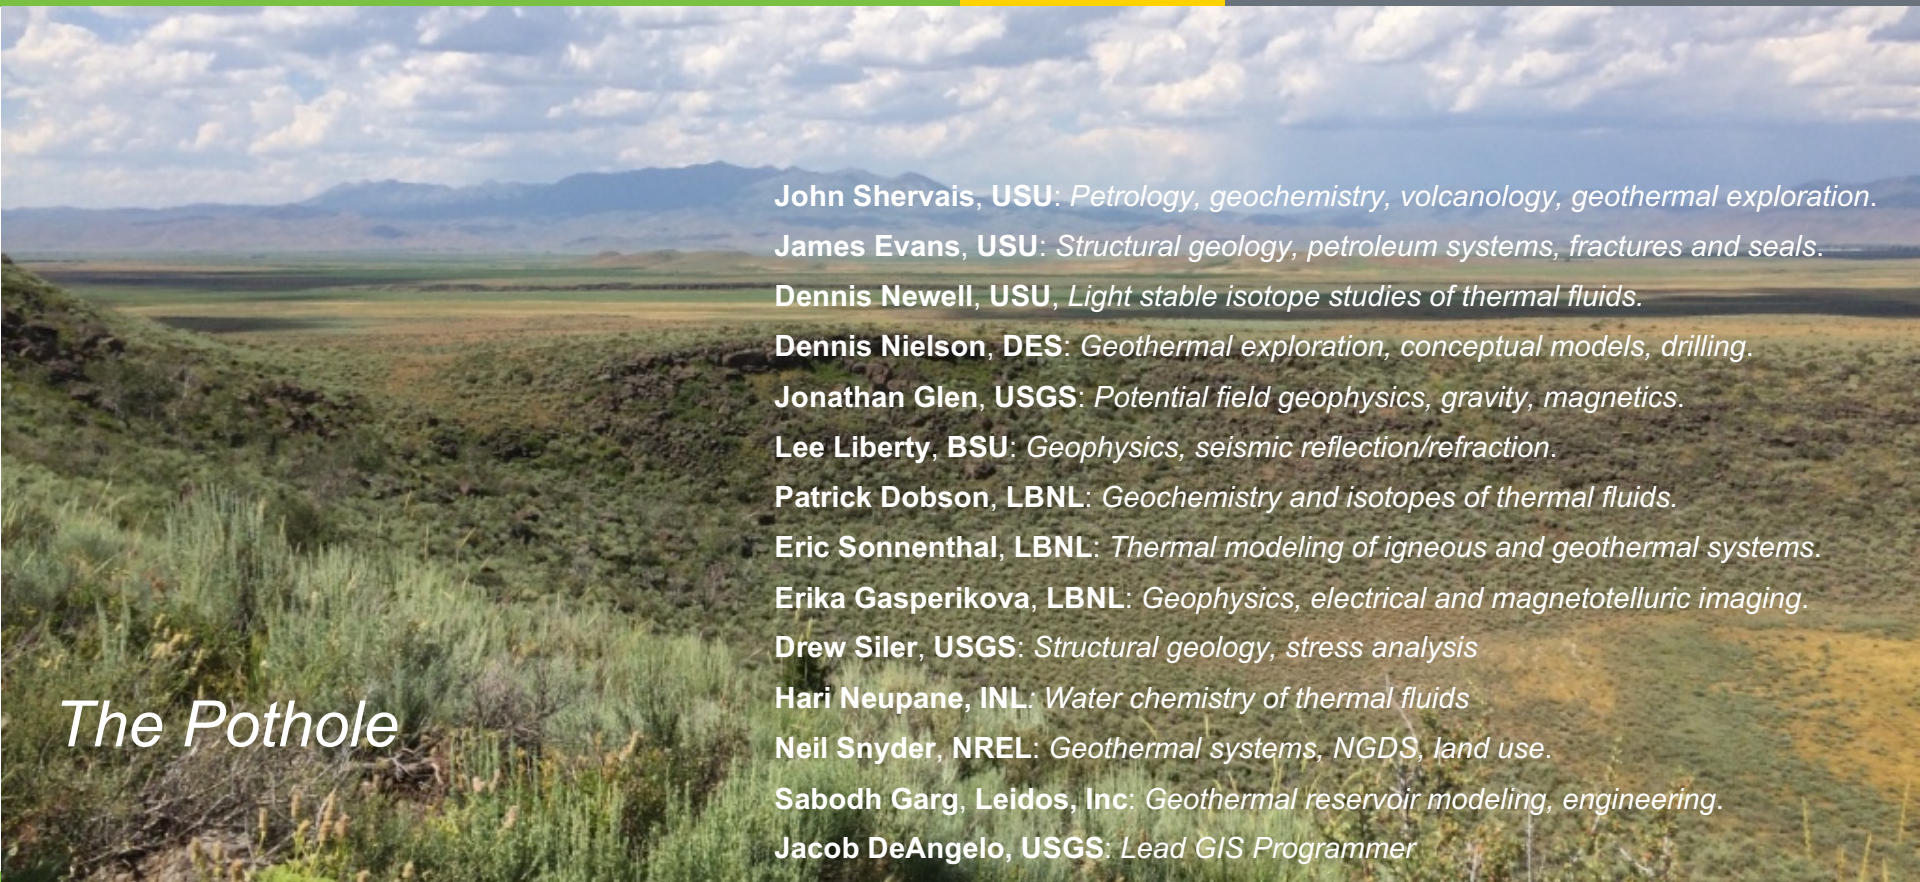 John Shervais, USU: Petrology, geochemistry, volcanology, geothermal exploration.
James Evans, USU: Structural geology, petroleum systems, fractures and seals.
Dennis Newell, USU, Light stable isotope studies of thermal fluids.
Dennis Nielson, DES: Geothermal exploration, conceptual models, drilling.
Jonathan Glen, USGS: Potential field geophysics, gravity, magnetics.
Lee Liberty, BSU: Geophysics, seismic reflection/refraction.
Patrick Dobson, LBNL: Geochemistry and isotopes of thermal fluids.
Eric Sonnenthal, LBNL: Thermal modeling of igneous and geothermal systems.
Erika Gasperikova, LBNL: Geophysics, electrical and magnetotelluric imaging.
Drew Siler, USGS: Structural geology, stress analysis
Hari Neupane, INL: Water chemistry of thermal fluids
Neil Snyder, NREL: Geothermal systems, NGDS, land use.
Sabodh Garg, Leidos, Inc: Geothermal reservoir modeling, engineering.
Jacob DeAngelo, USGS: Lead GIS Programmer
The Pothole